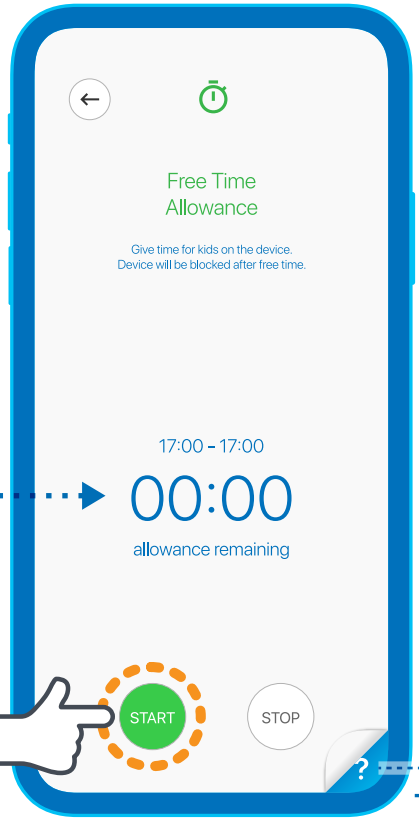 Free Time
Allowance
Give time for kids on the device.
Device will be blocked after free time.
17:00 - 17:00
00:00
allowance remaining
START
STOP
?